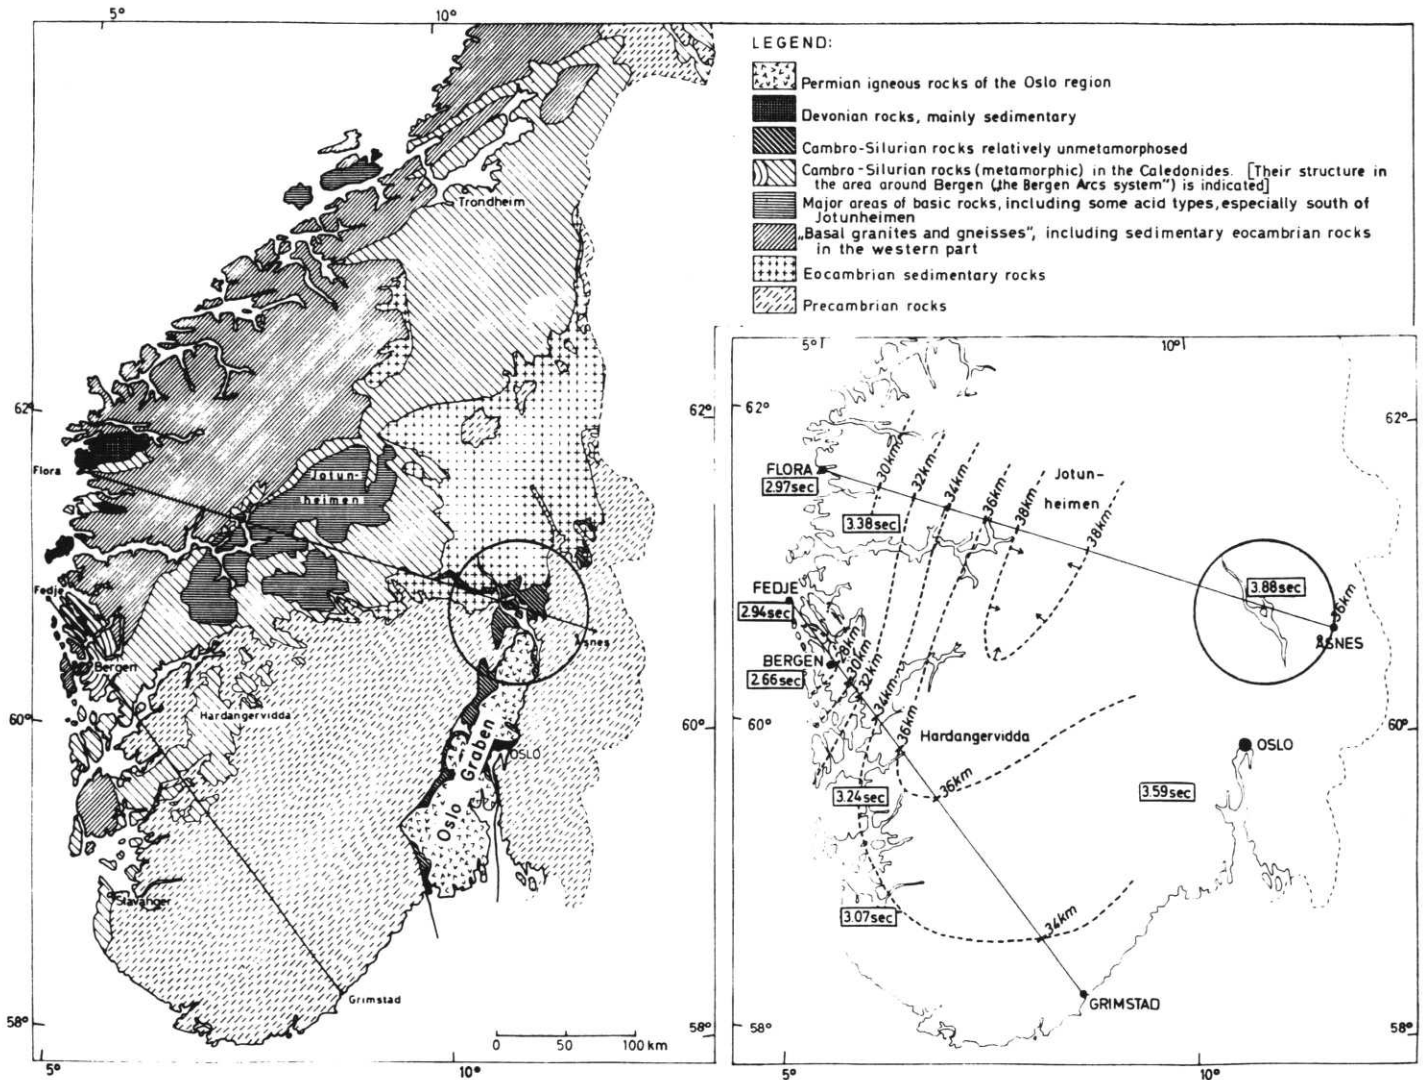 5°
10°
Trondheim
62°
62°
Flora
Jotun-
heimen
Fedje
Bergen
Åsnes
Hardangervidda
60°
60°
OSLO
Oslo Graben
Stavanger
Grimstad
58°
58°
0 50 100 km
5°
10°
LEGEND:
Permian igneous rocks of the Oslo region
Devonian rocks, mainly sedimentary
Cambro-Silurian rocks relatively unmetamorphosed
Cambro-Silurian rocks (metamorphic) in the Caledonides. [Their structure in
the area around Bergen („the Bergen Arcs system") is indicated]
Major areas of basic rocks, including some acid types, especially south of
Jotunheimen
„Basal granites and gneisses", including sedimentary eocambrian rocks
in the western part
Eocambrian sedimentary rocks
Precambrian rocks
5°
10°
62°
62°
FLORA
2.97sec
30km
32km
34km
36km
38km
38km
Jotun-
heimen
3.38sec
FEDJE
2.94sec
3.88sec
36km
ÅSNES
BERGEN
2.66sec
28km
30km
32km
34km
36km
60°
60°
Hardangervidda
OSLO
36km
3.24sec
3.59sec
3.07sec
34km
GRIMSTAD
58°
58°
5°
10°